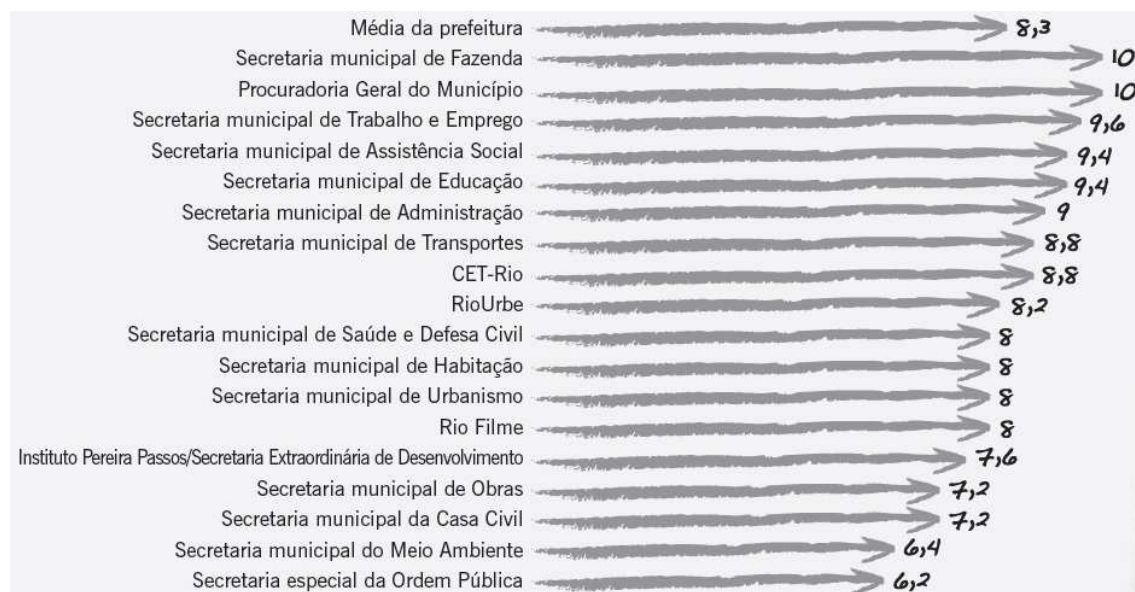 Média da prefeitura 8,3
Secretaria municipal de Fazenda 10
Procuradoria Geral do Município 10
Secretaria municipal de Trabalho e Emprego 9,6
Secretaria municipal de Assistência Social 9,4
Secretaria municipal de Educação 9,4
Secretaria municipal de Administração 9
Secretaria municipal de Transportes 8,8
CET-Rio 8,8
RioUrbe 8,2
Secretaria municipal de Saúde e Defesa Civil 8
Secretaria municipal de Habitação 8
Secretaria municipal de Urbanismo 8
Rio Filme 8
Instituto Pereira Passos/Secretaria Extraordinária de Desenvolvimento 7,6
Secretaria municipal de Obras 7,2
Secretaria municipal da Casa Civil 7,2
Secretaria municipal do Meio Ambiente 6,4
Secretaria especial da Ordem Pública 6,2